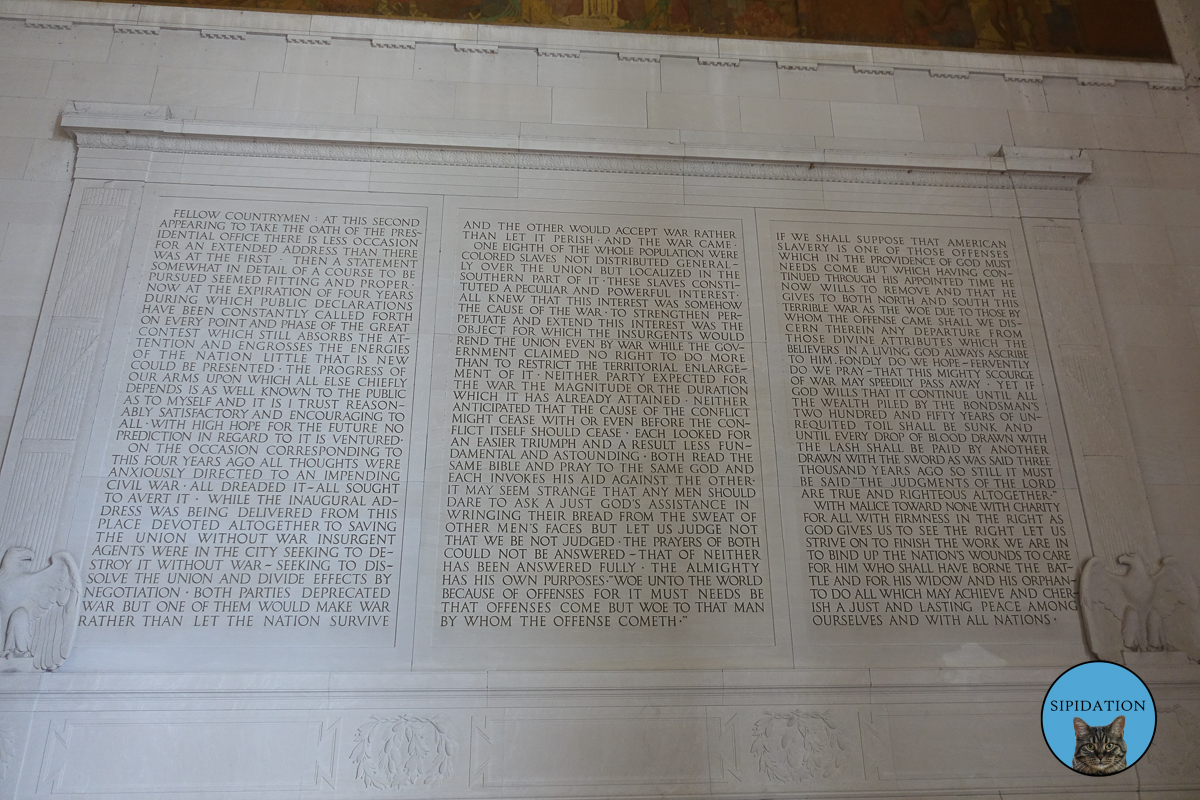 FELLOW COUNTRYMEN · AT THIS SECOND
APPEARING TO TAKE THE OATH OF THE PRES-
IDENTIAL OFFICE THERE IS LESS OCCASION
FOR AN EXTENDED ADDRESS THAN THERE
WAS AT THE FIRST · THEN A STATEMENT
SOMEWHAT IN DETAIL OF A COURSE TO BE
PURSUED SEEMED FITTING AND PROPER·
NOW AT THE EXPIRATION OF FOUR YEARS
DURING WHICH PUBLIC DECLARATIONS
HAVE BEEN CONSTANTLY CALLED FORTH
ON EVERY POINT AND PHASE OF THE GREAT
CONTEST WHICH STILL ABSORBS THE AT-
TENTION AND ENGROSSES THE ENERGIES
OF THE NATION LITTLE THAT IS NEW
COULD BE PRESENTED · THE PROGRESS OF
OUR ARMS UPON WHICH ALL ELSE CHIEFLY
DEPENDS IS AS WELL KNOWN TO THE PUBLIC
AS TO MYSELF AND IT IS I TRUST REASON-
ABLY SATISFACTORY AND ENCOURAGING TO
ALL · WITH HIGH HOPE FOR THE FUTURE NO
PREDICTION IN REGARD TO IT IS VENTURED·
ON THE OCCASION CORRESPONDING TO
THIS FOUR YEARS AGO ALL THOUGHTS WERE
ANXIOUSLY DIRECTED TO AN IMPENDING
CIVIL WAR · ALL DREADED IT–ALL SOUGHT
TO AVERT IT · WHILE THE INAUGURAL AD-
DRESS WAS BEING DELIVERED FROM THIS
PLACE DEVOTED ALTOGETHER TO SAVING
THE UNION WITHOUT WAR INSURGENT
AGENTS WERE IN THE CITY SEEKING TO DE-
STROY IT WITHOUT WAR – SEEKING TO DIS-
SOLVE THE UNION AND DIVIDE EFFECTS BY
NEGOTIATION · BOTH PARTIES DEPRECATED
WAR BUT ONE OF THEM WOULD MAKE WAR
RATHER THAN LET THE NATION SURVIVE
AND THE OTHER WOULD ACCEPT WAR RATHER
THAN LET IT PERISH · AND THE WAR CAME ·
ONE EIGHTH OF THE WHOLE POPULATION WERE
COLORED SLAVES NOT DISTRIBUTED GENERAL-
LY OVER THE UNION BUT LOCALIZED IN THE
SOUTHERN PART OF IT · THESE SLAVES CONSTI-
TUTED A PECULIAR AND POWERFUL INTEREST·
ALL KNEW THAT THIS INTEREST WAS SOMEHOW
THE CAUSE OF THE WAR · TO STRENGTHEN PER-
PETUATE AND EXTEND THIS INTEREST WAS THE
OBJECT FOR WHICH THE INSURGENTS WOULD
REND THE UNION EVEN BY WAR WHILE THE GOV-
ERNMENT CLAIMED NO RIGHT TO DO MORE
THAN TO RESTRICT THE TERRITORIAL ENLARGE-
MENT OF IT · NEITHER PARTY EXPECTED FOR
THE WAR THE MAGNITUDE OR THE DURATION
WHICH IT HAS ALREADY ATTAINED · NEITHER
ANTICIPATED THAT THE CAUSE OF THE CONFLICT
MIGHT CEASE WITH OR EVEN BEFORE THE CON-
FLICT ITSELF SHOULD CEASE · EACH LOOKED FOR
AN EASIER TRIUMPH AND A RESULT LESS FUN-
DAMENTAL AND ASTOUNDING · BOTH READ THE
SAME BIBLE AND PRAY TO THE SAME GOD AND
EACH INVOKES HIS AID AGAINST THE OTHER·
IT MAY SEEM STRANGE THAT ANY MEN SHOULD
DARE TO ASK A JUST GOD'S ASSISTANCE IN
WRINGING THEIR BREAD FROM THE SWEAT OF
OTHER MEN'S FACES BUT LET US JUDGE NOT
THAT WE BE NOT JUDGED · THE PRAYERS OF BOTH
COULD NOT BE ANSWERED – THAT OF NEITHER
HAS BEEN ANSWERED FULLY · THE ALMIGHTY
HAS HIS OWN PURPOSES·"WOE UNTO THE WORLD
BECAUSE OF OFFENSES FOR IT MUST NEEDS BE
THAT OFFENSES COME BUT WOE TO THAT MAN
BY WHOM THE OFFENSE COMETH·"
IF WE SHALL SUPPOSE THAT AMERICAN
SLAVERY IS ONE OF THOSE OFFENSES
WHICH IN THE PROVIDENCE OF GOD MUST
NEEDS COME BUT WHICH HAVING CON-
TINUED THROUGH HIS APPOINTED TIME HE
NOW WILLS TO REMOVE AND THAT HE
GIVES TO BOTH NORTH AND SOUTH THIS
TERRIBLE WAR AS THE WOE DUE TO THOSE BY
WHOM THE OFFENSE CAME SHALL WE DIS-
CERN THEREIN ANY DEPARTURE FROM
THOSE DIVINE ATTRIBUTES WHICH THE
BELIEVERS IN A LIVING GOD ALWAYS ASCRIBE
TO HIM · FONDLY DO WE HOPE – FERVENTLY
DO WE PRAY – THAT THIS MIGHTY SCOURGE
OF WAR MAY SPEEDILY PASS AWAY · YET IF
GOD WILLS THAT IT CONTINUE UNTIL ALL
THE WEALTH PILED BY THE BONDSMAN'S
TWO HUNDRED AND FIFTY YEARS OF UN-
REQUITED TOIL SHALL BE SUNK AND
UNTIL EVERY DROP OF BLOOD DRAWN WITH
THE LASH SHALL BE PAID BY ANOTHER
DRAWN WITH THE SWORD AS WAS SAID THREE
THOUSAND YEARS AGO SO STILL IT MUST
BE SAID "THE JUDGMENTS OF THE LORD
ARE TRUE AND RIGHTEOUS ALTOGETHER·"
WITH MALICE TOWARD NONE WITH CHARITY
FOR ALL WITH FIRMNESS IN THE RIGHT AS
GOD GIVES US TO SEE THE RIGHT LET US
STRIVE ON TO FINISH THE WORK WE ARE IN
TO BIND UP THE NATION'S WOUNDS TO CARE
FOR HIM WHO SHALL HAVE BORNE THE BAT-
TLE AND FOR HIS WIDOW AND HIS ORPHAN–
TO DO ALL WHICH MAY ACHIEVE AND CHER-
ISH A JUST AND LASTING PEACE AMONG
OURSELVES AND WITH ALL NATIONS ·
SIPIDATION